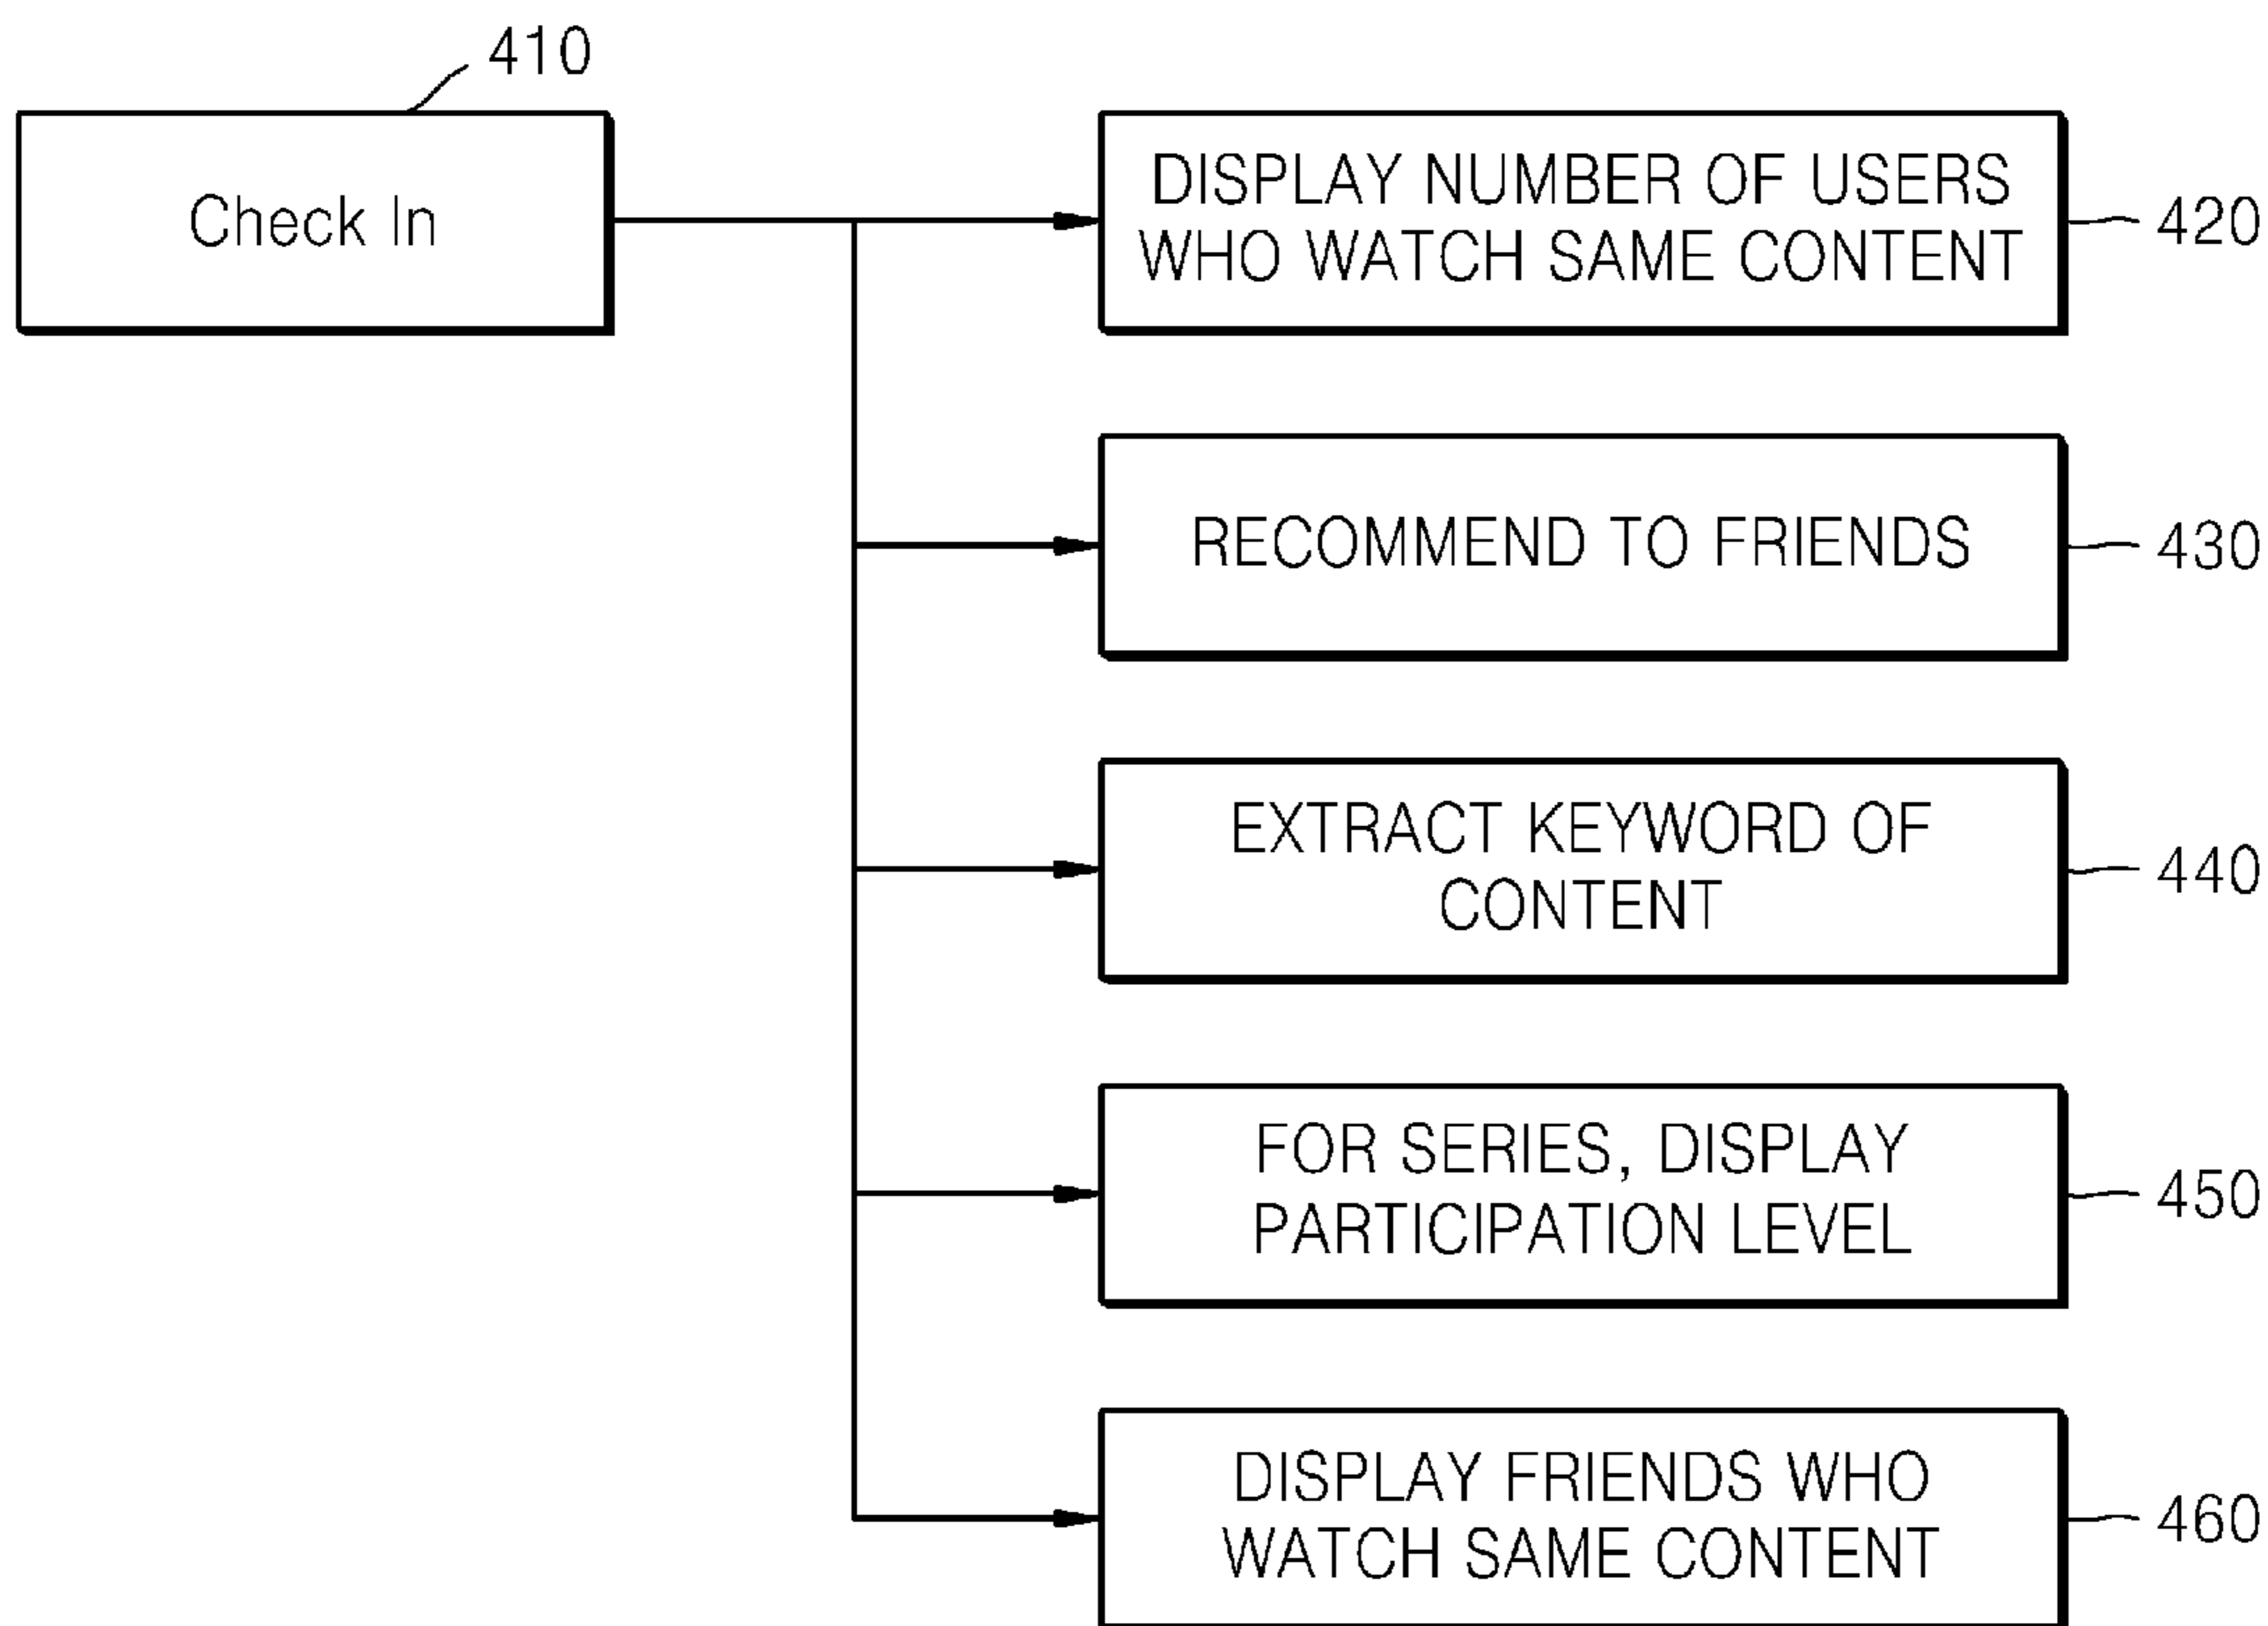 410
Check In
DISPLAY NUMBER OF USERS
WHO WATCH SAME CONTENT
420
RECOMMEND TO FRIENDS
430
EXTRACT KEYWORD OF
CONTENT
440
FOR SERIES, DISPLAY
PARTICIPATION LEVEL
450
DISPLAY FRIENDS WHO
WATCH SAME CONTENT
460